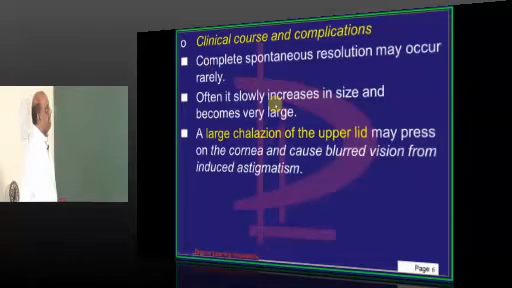 Clinical course and complications
Complete spontaneous resolution may occur
rarely.
Often it slowly increases in size and
becomes very large.
A large chalazion of the upper lid may press
on the cornea and cause blurred vision from
induced astigmatism.
Page 6